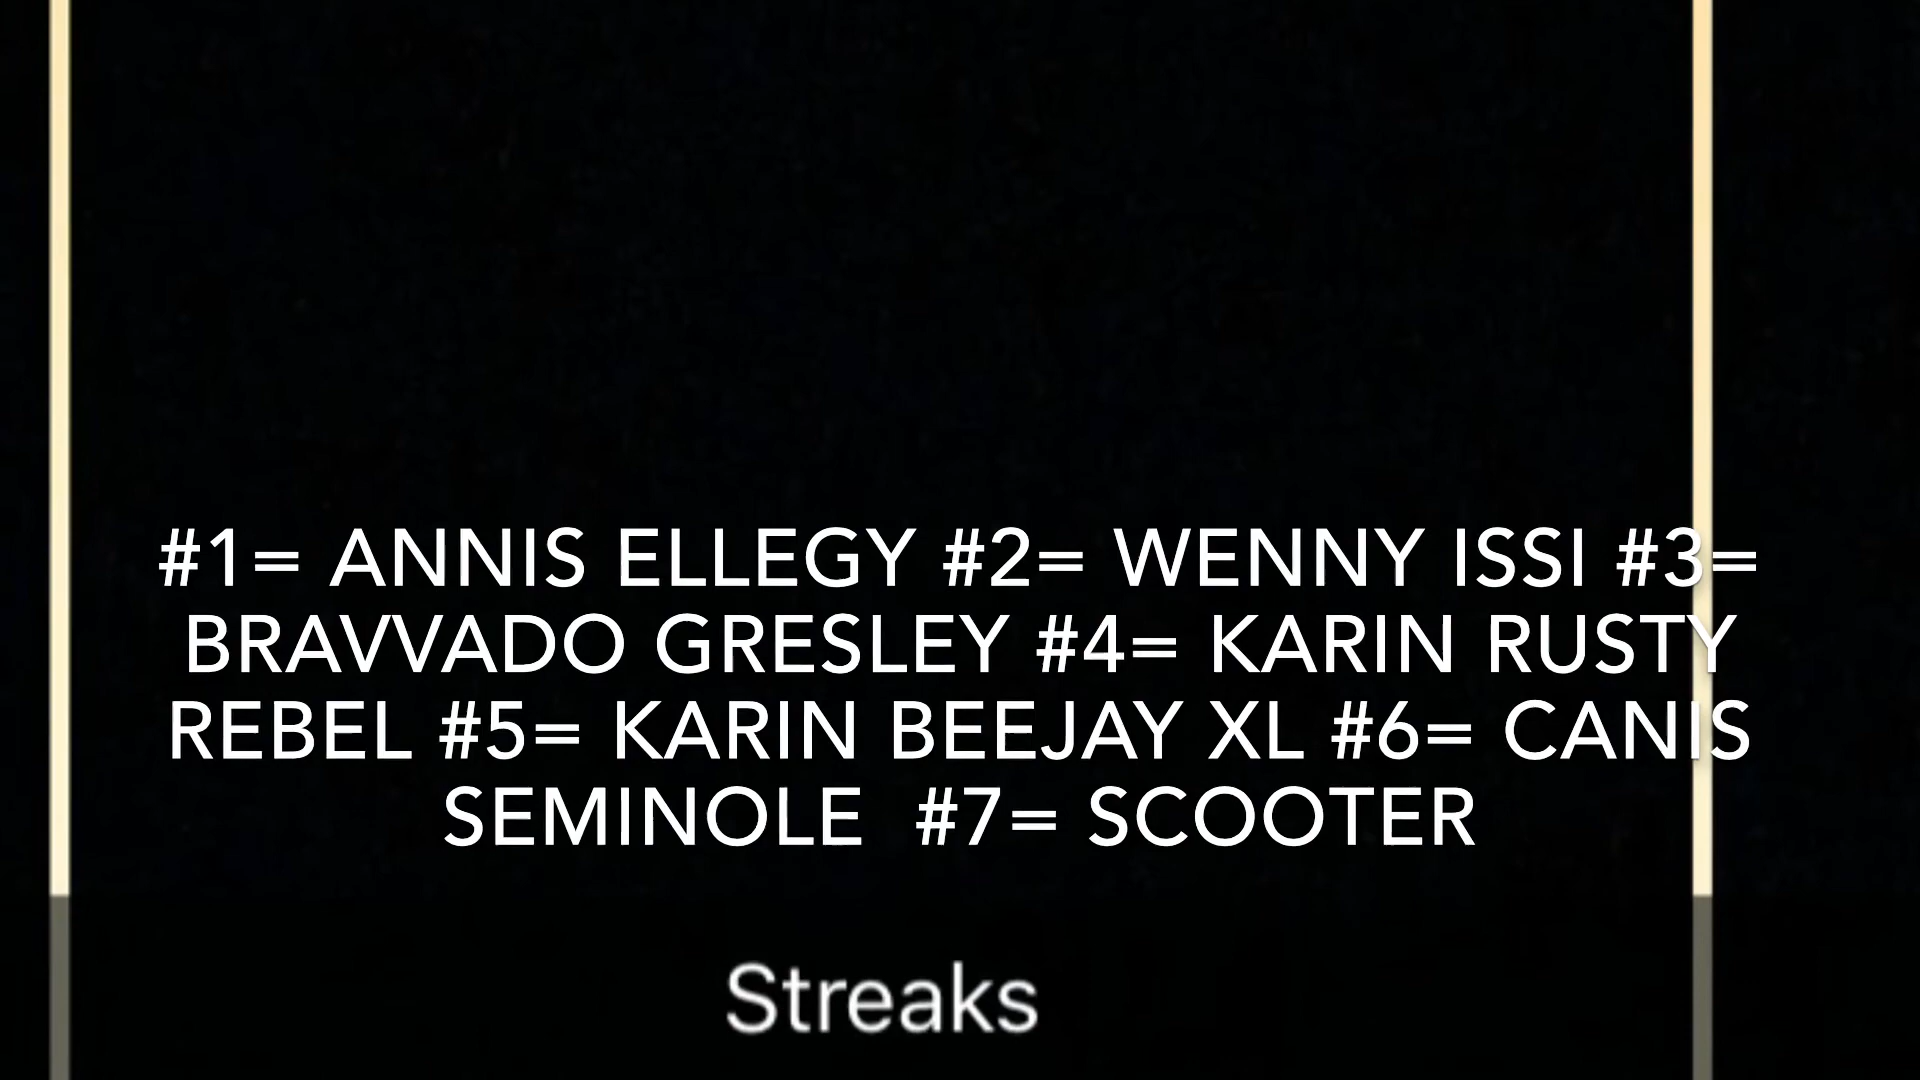 #1= ANNIS ELLEGY #2= WENNY ISSI #3=
BRAVVADO GRESLEY #4= KARIN RUSTY
REBEL #5= KARIN BEEJAY XL #6= CANIS
SEMINOLE  #7= SCOOTER
Streaks